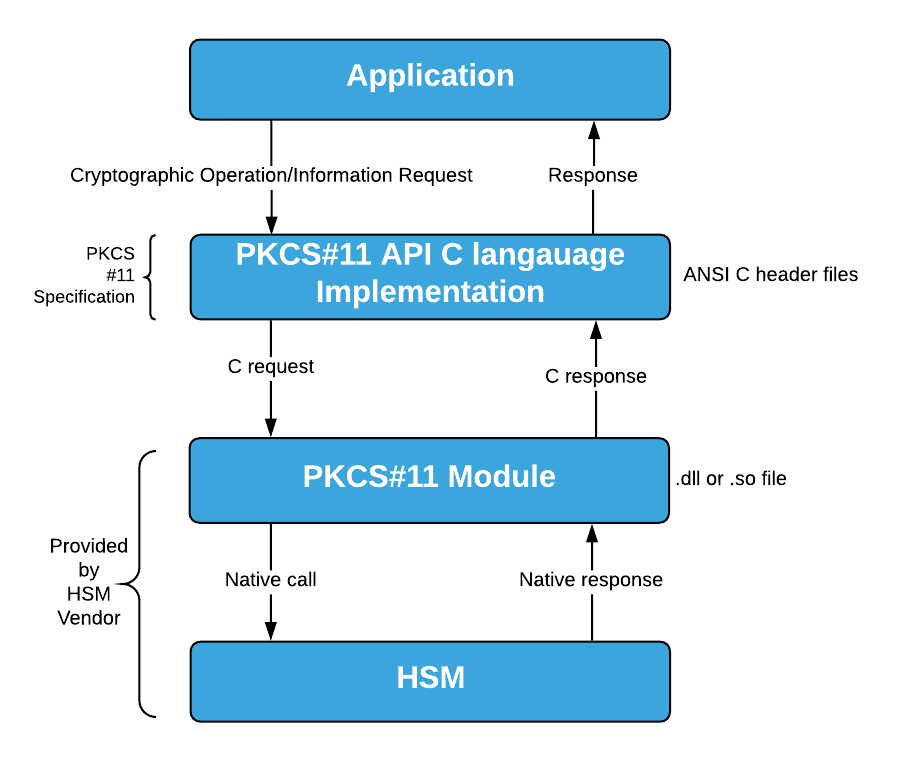 Application
Cryptographic Operation/Information Request
Response
PKCS
#11
Specification
PKCS#11 API C langauage
Implementation
ANSI C header files
C request
C response
PKCS#11 Module
.dll or .so file
Provided
by
HSM
Vendor
Native call
Native response
HSM